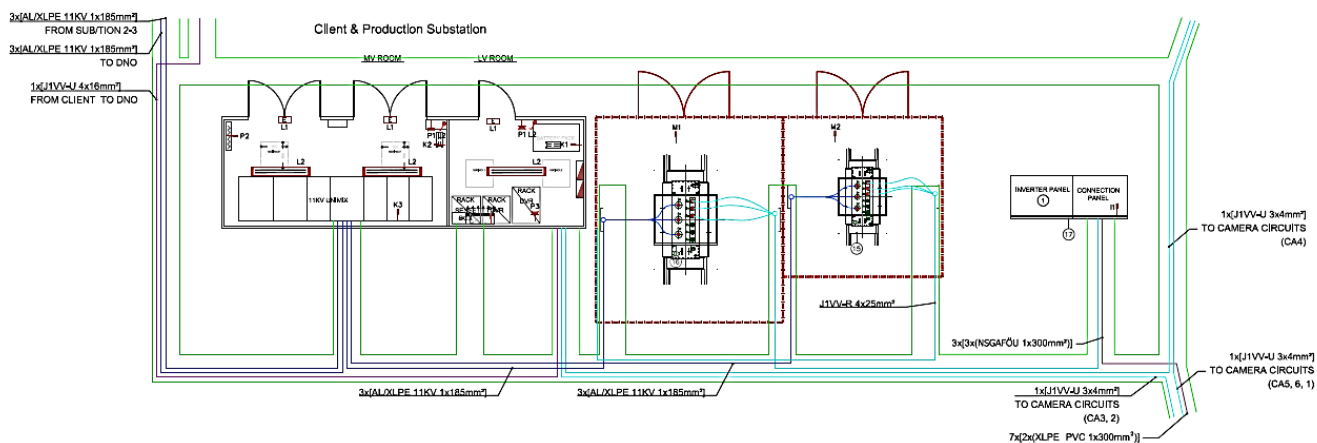 3x[AL/XLPE 11KV 1x185mm²]
FROM SUB/TION 2-3
3x[AL/XLPE 11KV 1x185mm²]
TO DNO
1x[J1VV-U 4x16mm²]
FROM CLIENT TO DNO
Client & Production Substation
MV ROOM
LV ROOM
L1
L1
L1
P2
P1
L2
K2
P1
L2
K1
L2
L2
L2
11KV UNIMIX
K3
RACK
RACK
RACK
DVR
P3
M1
M2
16
15
INVERTER PANEL
1
CONNECTION
PANEL
17
1x[J1VV-U 3x4mm²]
TO CAMERA CIRCUITS
(CA4)
J1VV-R 4x25mm²
3x[3x(NSGAFÖU 1x300mm²)]
1x[J1VV-U 3x4mm²]
TO CAMERA CIRCUITS
(CA5, 6, 1)
3x[AL/XLPE 11KV 1x185mm²]
3x[AL/XLPE 11KV 1x185mm²]
1x[J1VV-U 3x4mm²]
TO CAMERA CIRCUITS
(CA3, 2)
7x[2x(XLPE PVC 1x300mm²)]